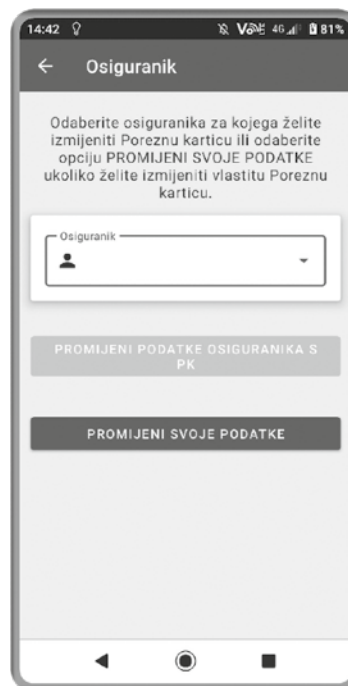 14:42 46 81%
Osiguranik
Odaberite osiguranika za kojega želite
izmijeniti Poreznu karticu ili odaberite
opciju PROMIJENI SVOJE PODATKE
ukoliko želite izmijeniti vlastitu Poreznu
karticu.
Osiguranik
PROMIJENI PODATKE OSIGURANIKA S
PK
PROMIJENI SVOJE PODATKE